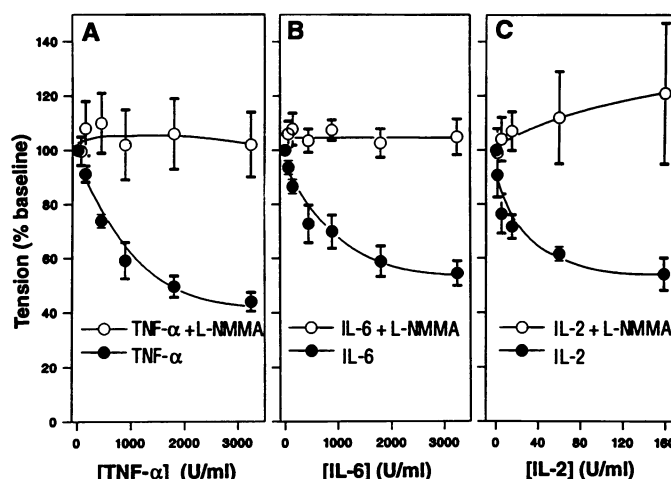 A
B
C
Tension (% baseline)
140
120
100
80
60
40
20
0
TNF-α +L-NMMA
TNF-α
IL-6 + L-NMMA
IL-6
IL-2 + L-NMMA
IL-2
0 1000 2000 3000
0 1000 2000 3000
0 40 80 120 160
[TNF-α] (U/ml)
[IL-6] (U/ml)
[IL-2] (U/ml)